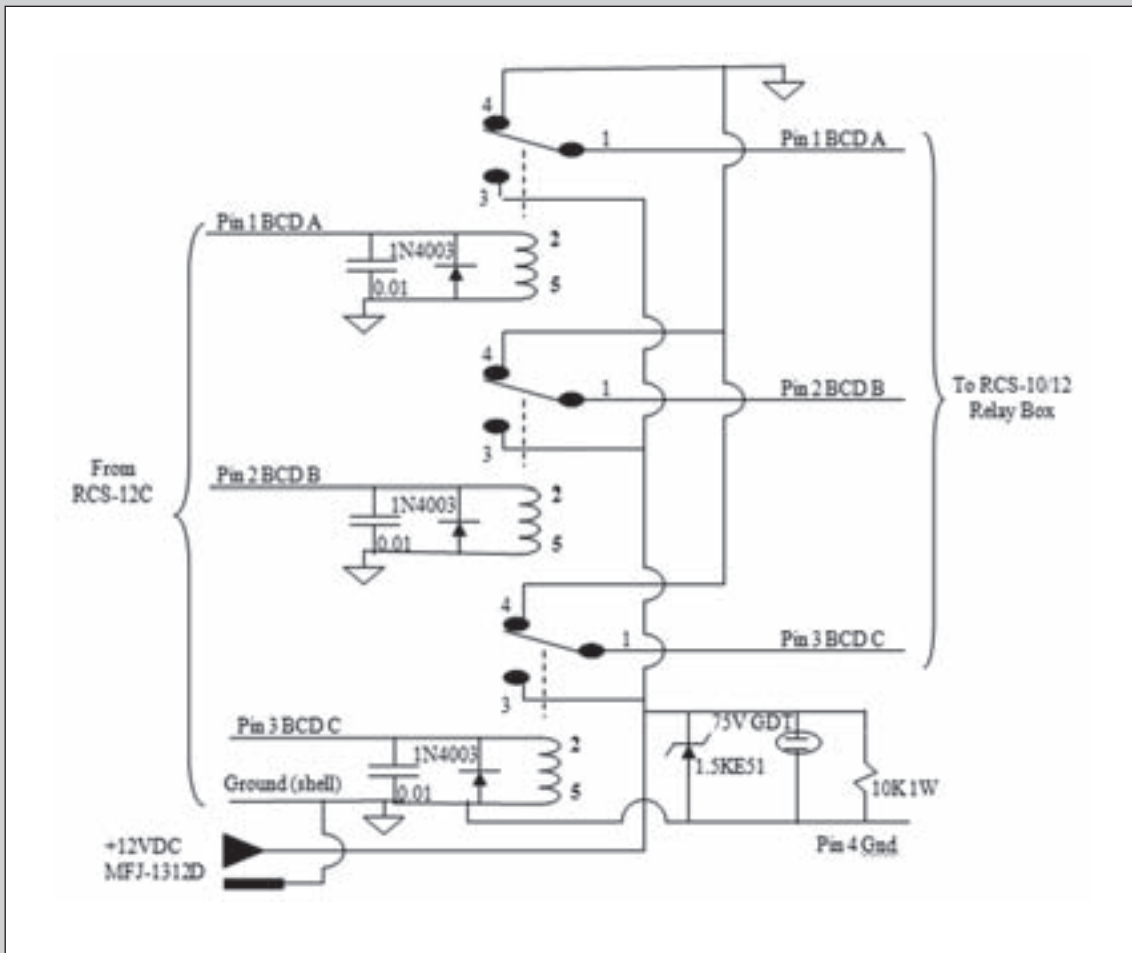 4
1
Pin 1 BCD A
3
Pin 1 BCD A
1N4003
2
0.01
5
4
1
Pin 2 BCD B
To RCS-10/12
Relay Box
3
From
RCS-12C
Pin 2 BCD B
1N4003
2
0.01
5
4
1
Pin 3 BCD C
3
Pin 3 BCD C
1N4003
2
75V GDT
1.5KE51
Ground (shell)
0.01
5
10K 1W
+12VDC
MFJ-1312D
Pin 4 Gnd